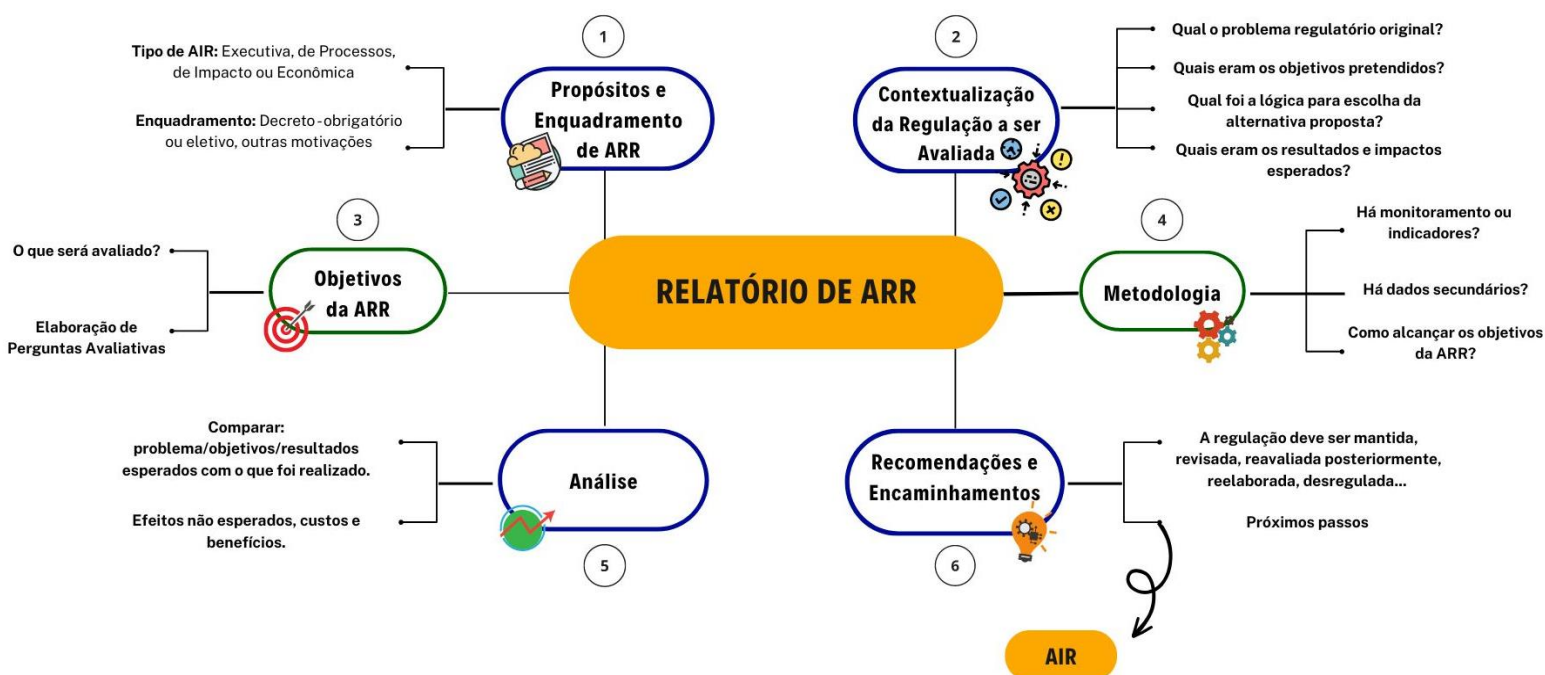 1
Propósitos e
Enquadramento
de ARR
Tipo de AIR: Executiva, de Processos,
de Impacto ou Econômica
Enquadramento: Decreto - obrigatório
ou eletivo, outras motivações
2
Contextualização
da Regulação a ser
Avaliada
Qual o problema regulatório original?
Quais eram os objetivos pretendidos?
Qual foi a lógica para escolha da
alternativa proposta?
Quais eram os resultados e impactos
esperados?
3
Objetivos
da ARR
O que será avaliado?
Elaboração de
Perguntas Avaliativas
RELATÓRIO DE ARR
4
Metodologia
Há monitoramento ou
indicadores?
Há dados secundários?
Como alcançar os objetivos
da ARR?
Análise
5
Comparar:
problema/objetivos/resultados
esperados com o que foi realizado.
Efeitos não esperados, custos e
benefícios.
Recomendações e
Encaminhamentos
6
A regulação deve ser mantida,
revisada, reavaliada posteriormente,
reelaborada, desregulada...
Próximos passos
AIR